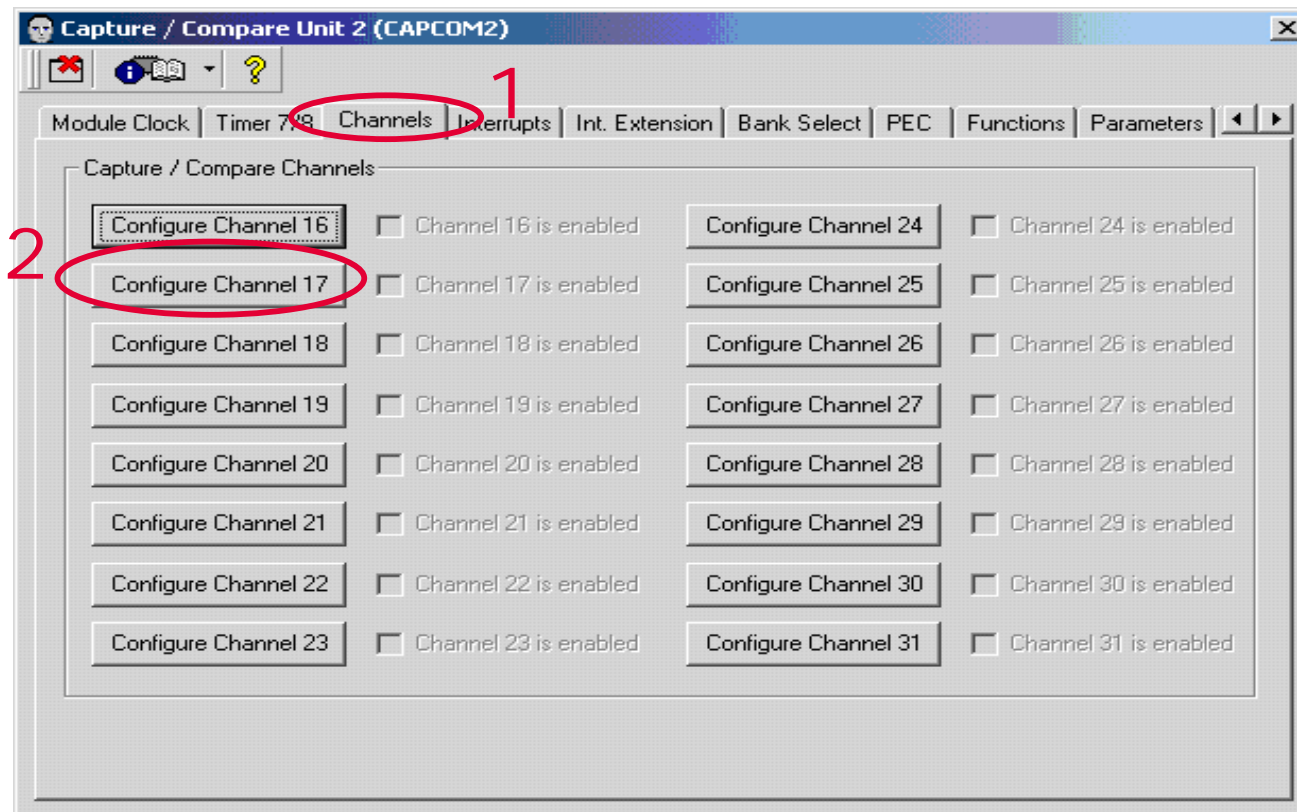 Capture / Compare Unit 2 (CAPCOM2)
1
Module Clock Timer 7/8 Channels Interrupts Int. Extension Bank Select PEC Functions Parameters
Capture / Compare Channels
Configure Channel 16 Channel 16 is enabled Configure Channel 24 Channel 24 is enabled
2
Configure Channel 17 Channel 17 is enabled Configure Channel 25 Channel 25 is enabled
Configure Channel 18 Channel 18 is enabled Configure Channel 26 Channel 26 is enabled
Configure Channel 19 Channel 19 is enabled Configure Channel 27 Channel 27 is enabled
Configure Channel 20 Channel 20 is enabled Configure Channel 28 Channel 28 is enabled
Configure Channel 21 Channel 21 is enabled Configure Channel 29 Channel 29 is enabled
Configure Channel 22 Channel 22 is enabled Configure Channel 30 Channel 30 is enabled
Configure Channel 23 Channel 23 is enabled Configure Channel 31 Channel 31 is enabled